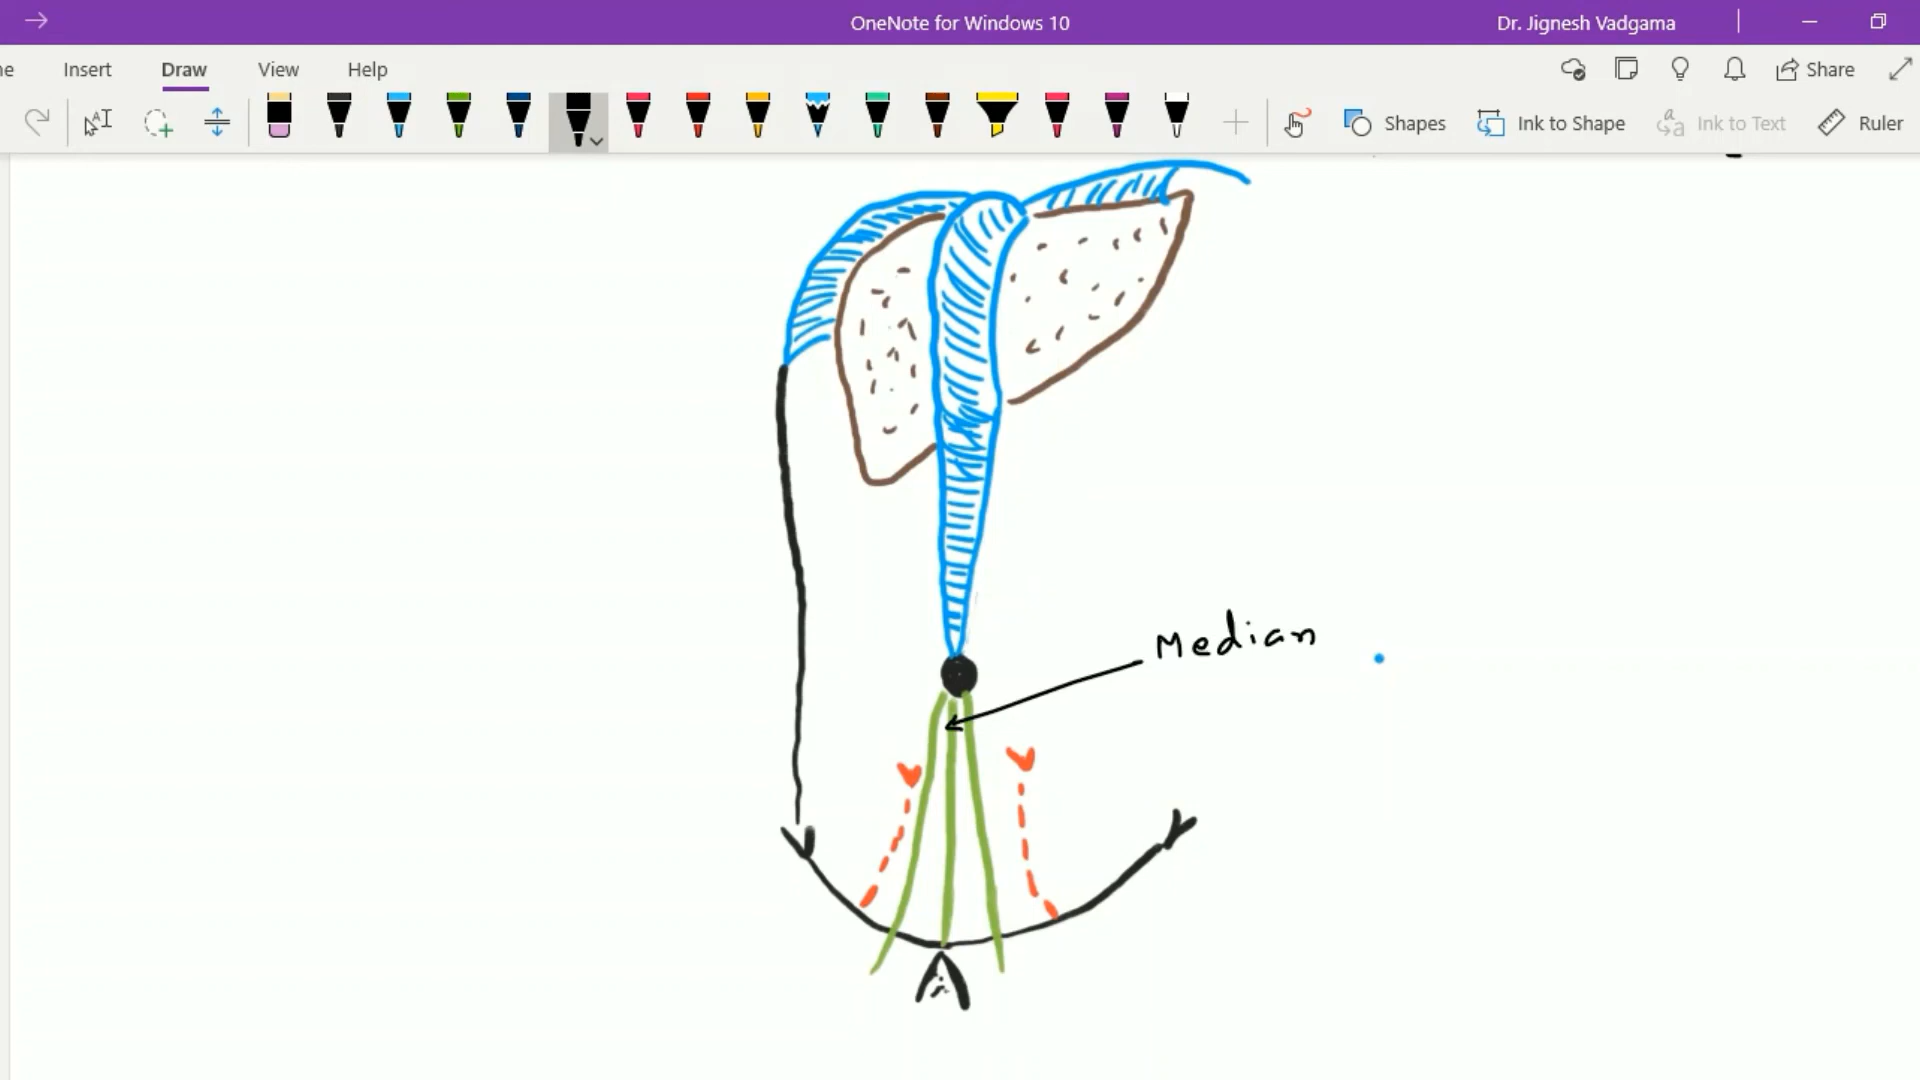 OneNote for Windows 10
Dr. Jignesh Vadgama
Insert Draw View Help
Share
Shapes
Ink to Shape
Ink to Text
Ruler
Median